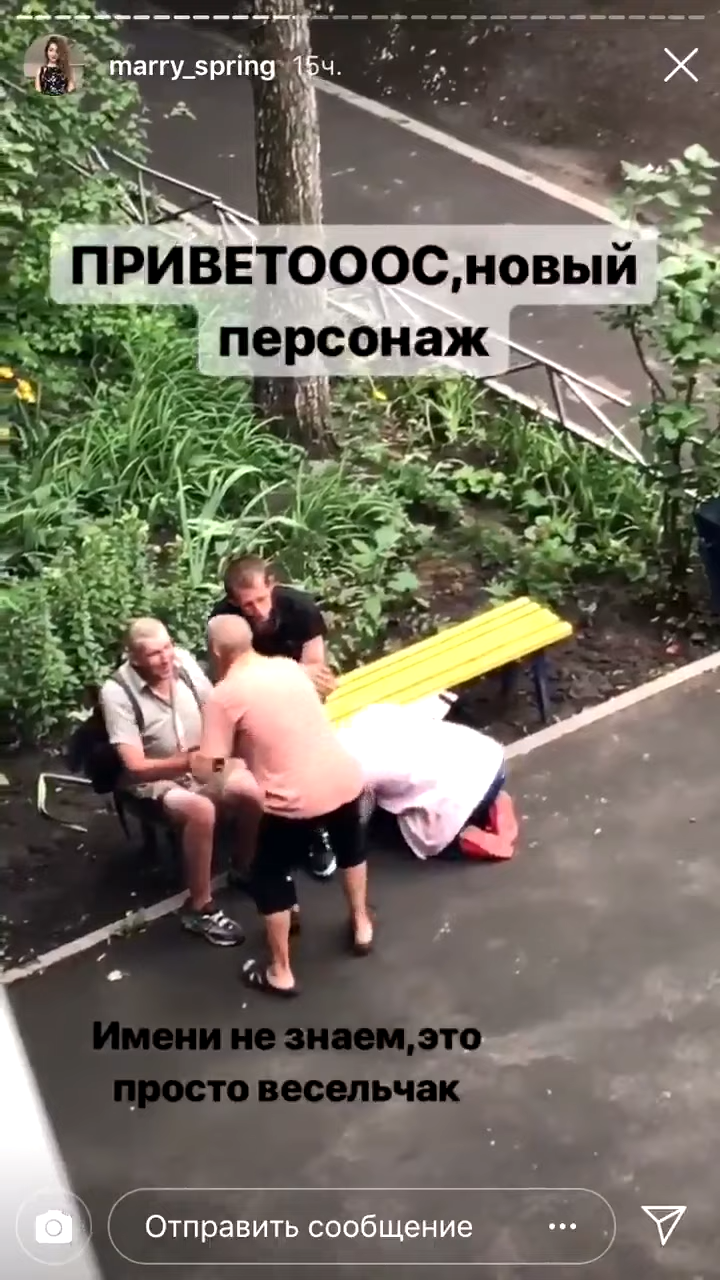 marry_spring 15ч.
ПРИВЕТОООС,новый
персонаж
Имени не знаем,это
просто весельчак
Отправить сообщение